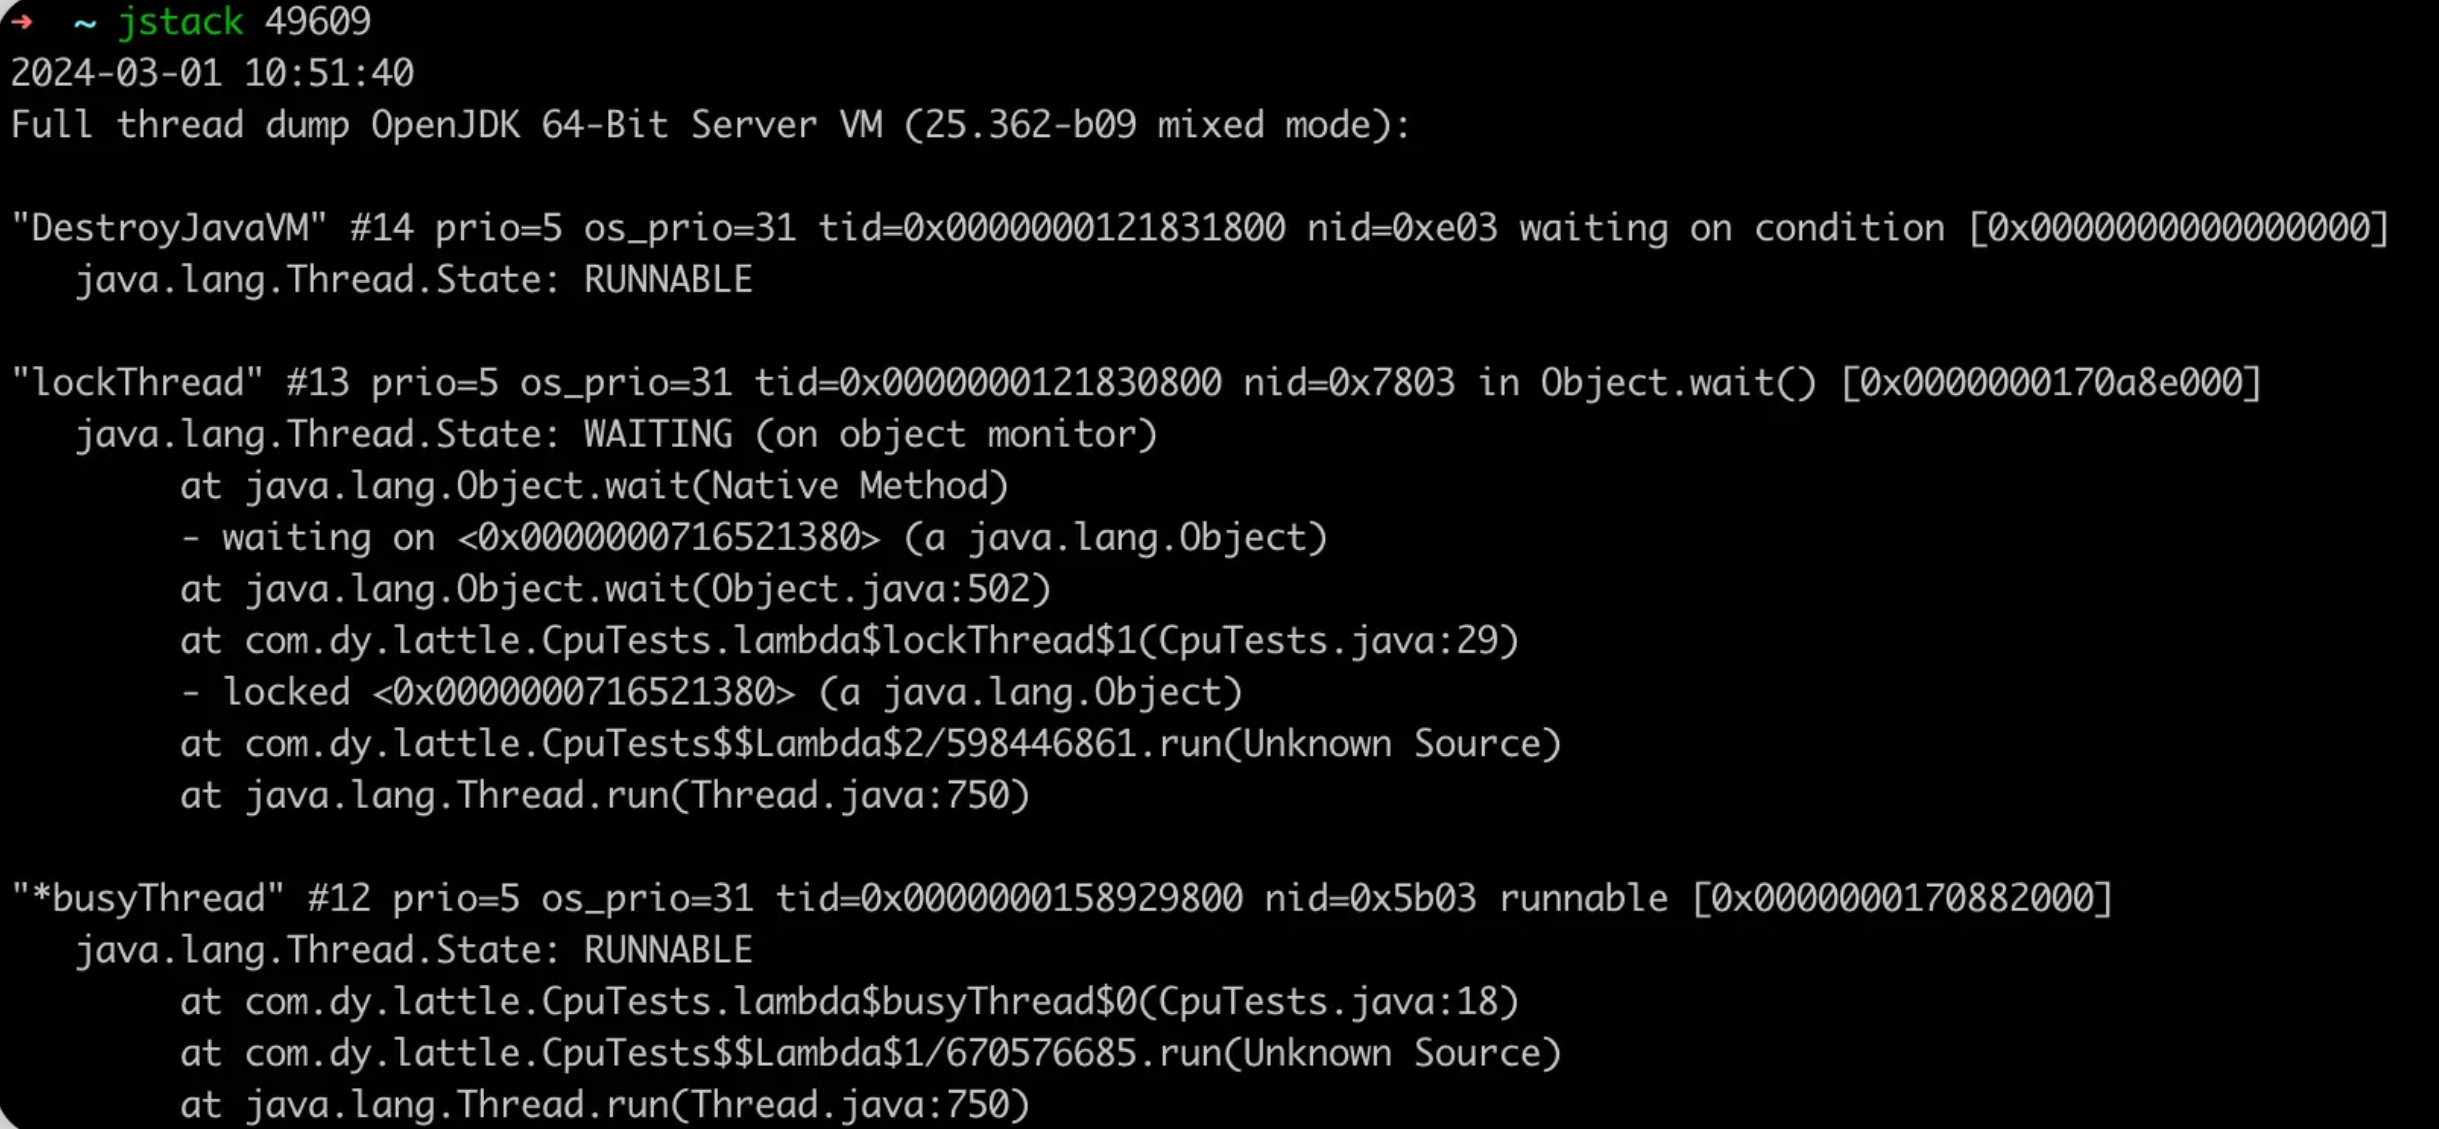 ➜  ~ jstack 49609
2024-03-01 10:51:40
Full thread dump OpenJDK 64-Bit Server VM (25.362-b09 mixed mode):

"DestroyJavaVM" #14 prio=5 os_prio=31 tid=0x0000000121831800 nid=0xe03 waiting on condition [0x0000000000000000]
   java.lang.Thread.State: RUNNABLE

"lockThread" #13 prio=5 os_prio=31 tid=0x0000000121830800 nid=0x7803 in Object.wait() [0x0000000170a8e000]
   java.lang.Thread.State: WAITING (on object monitor)
        at java.lang.Object.wait(Native Method)
        - waiting on <0x0000000716521380> (a java.lang.Object)
        at java.lang.Object.wait(Object.java:502)
        at com.dy.lattle.CpuTests.lambda$lockThread$1(CpuTests.java:29)
        - locked <0x0000000716521380> (a java.lang.Object)
        at com.dy.lattle.CpuTests$$Lambda$2/598446861.run(Unknown Source)
        at java.lang.Thread.run(Thread.java:750)

"*busyThread" #12 prio=5 os_prio=31 tid=0x0000000158929800 nid=0x5b03 runnable [0x0000000170882000]
   java.lang.Thread.State: RUNNABLE
        at com.dy.lattle.CpuTests.lambda$busyThread$0(CpuTests.java:18)
        at com.dy.lattle.CpuTests$$Lambda$1/670576685.run(Unknown Source)
        at java.lang.Thread.run(Thread.java:750)